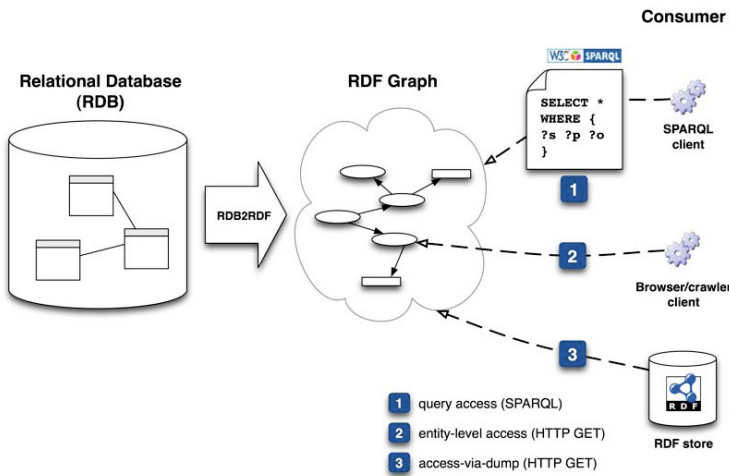 Consumer
Relational Database
(RDB)
RDF Graph
W3C SPARQL
SELECT *
WHERE {
?s ?p ?o
}
SPARQL
client
1
RDB2RDF
2
Browser/crawler
client
3
RDF
RDF store
1 query access (SPARQL)
2 entity-level access (HTTP GET)
3 access-via-dump (HTTP GET)